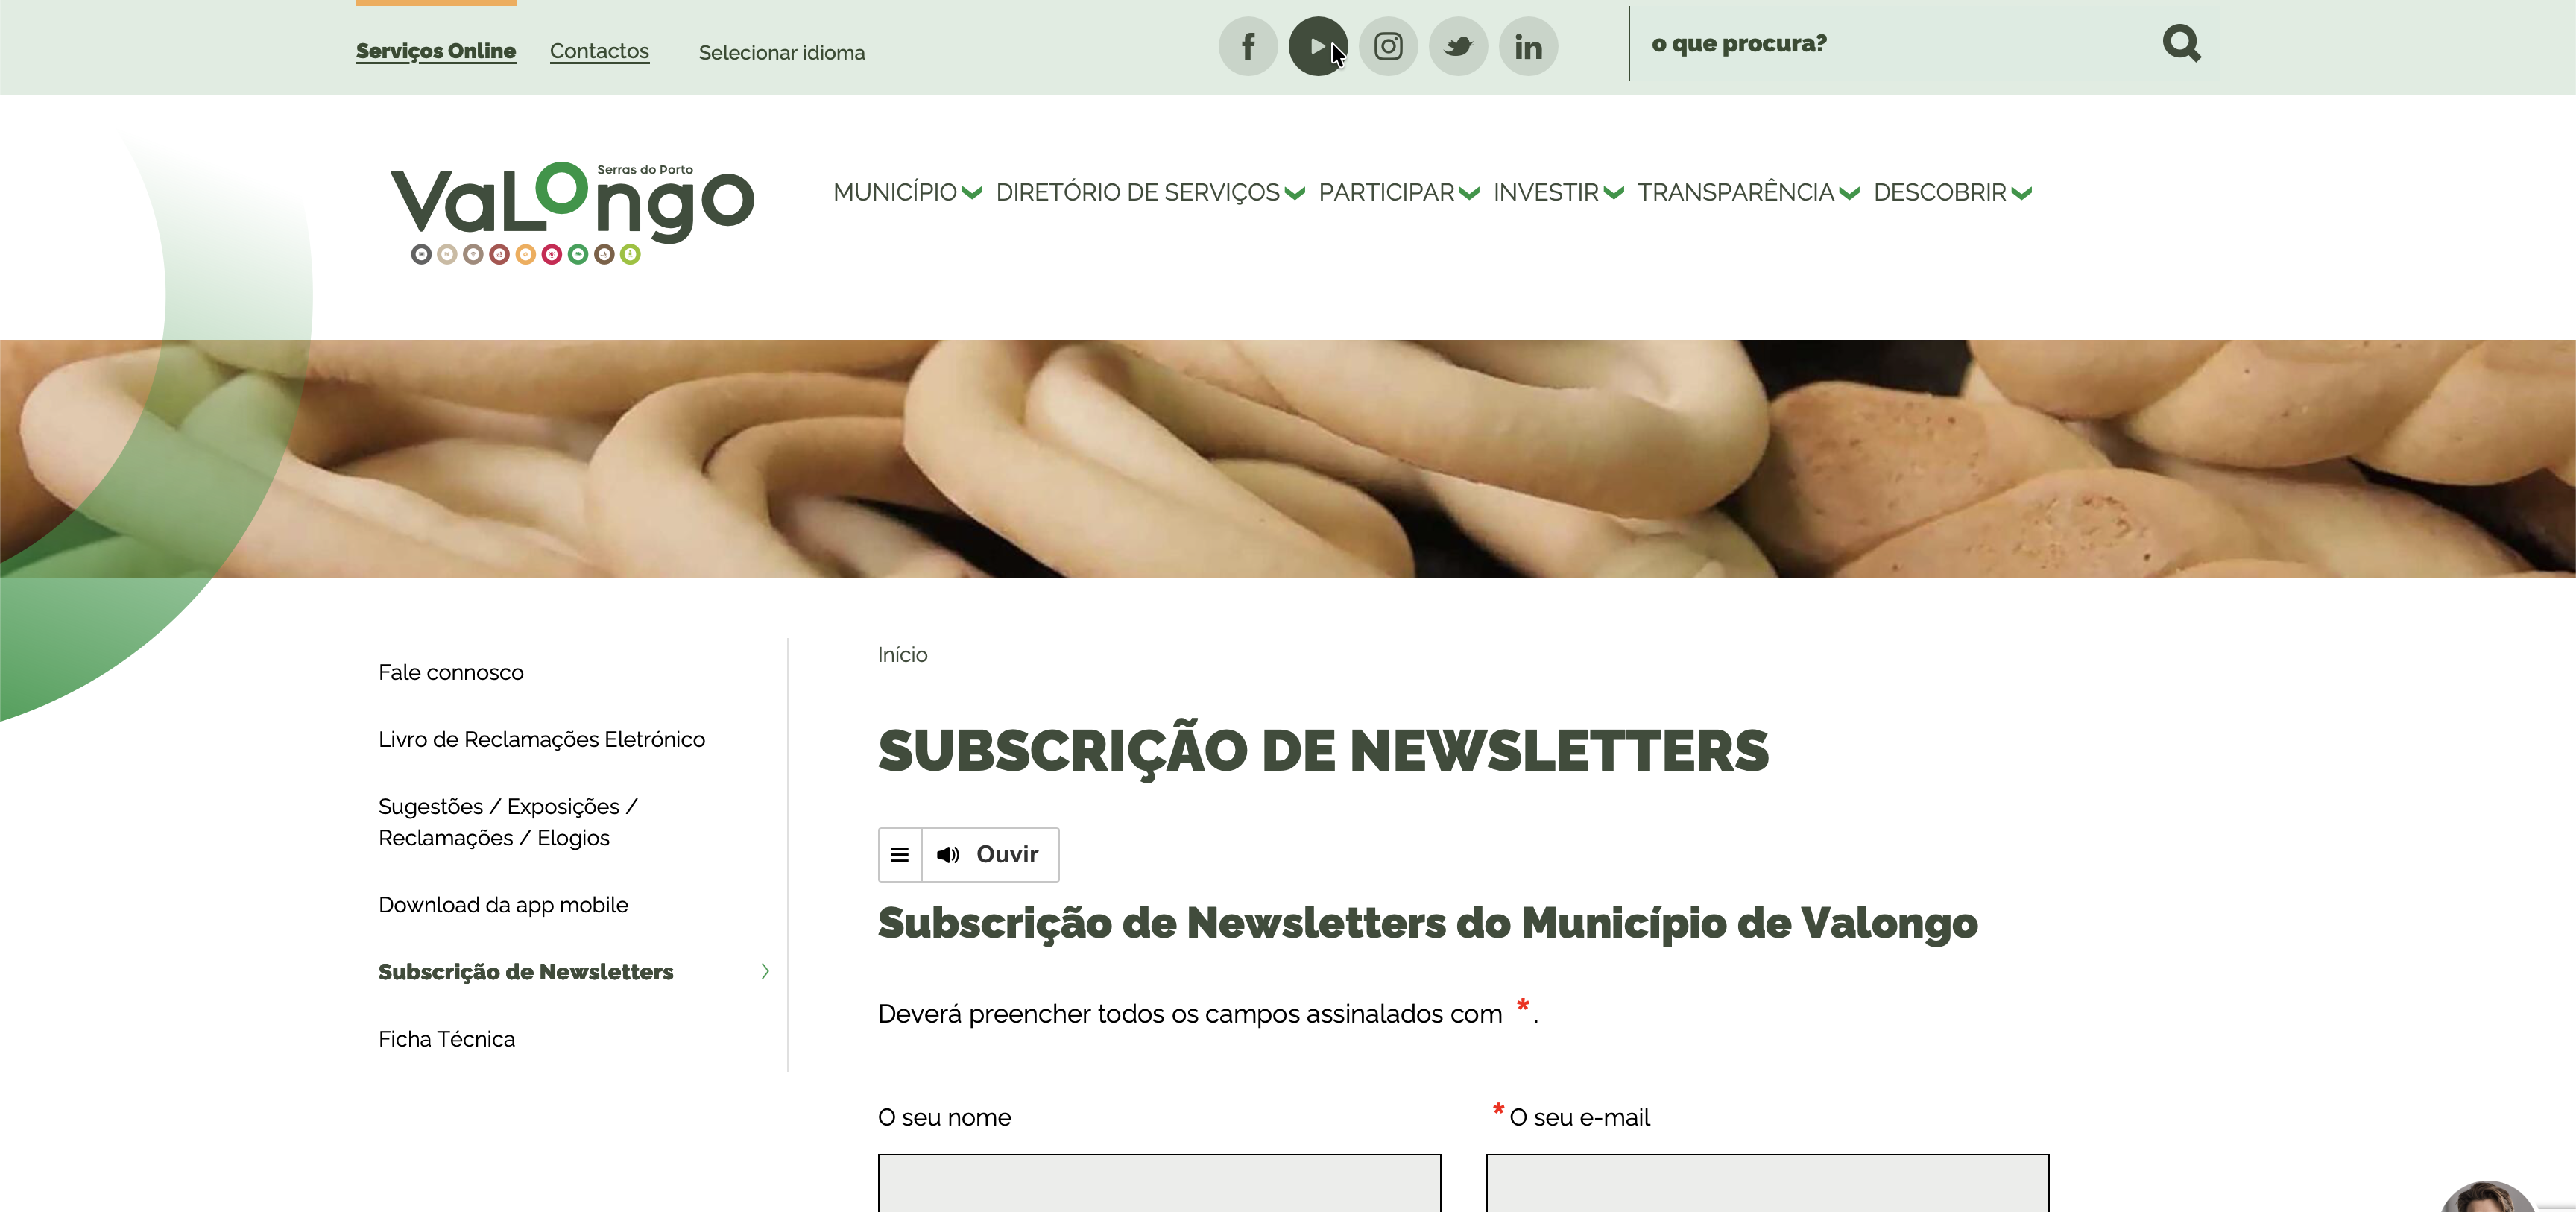 Serviços Online
Contactos
Selecionar idioma
o que procura?
Serras do Porto
VaLongo
MUNICÍPIO
DIRETÓRIO DE SERVIÇOS
PARTICIPAR
INVESTIR
TRANSPARÊNCIA
DESCOBRIR
Fale connosco
Livro de Reclamações Eletrónico
Sugestões / Exposições /
Reclamações / Elogios
Download da app mobile
Subscrição de Newsletters
Ficha Técnica
Início
SUBSCRIÇÃO DE NEWSLETTERS
Ouvir
Subscrição de Newsletters do Município de Valongo
Deverá preencher todos os campos assinalados com * .
O seu nome
* O seu e-mail